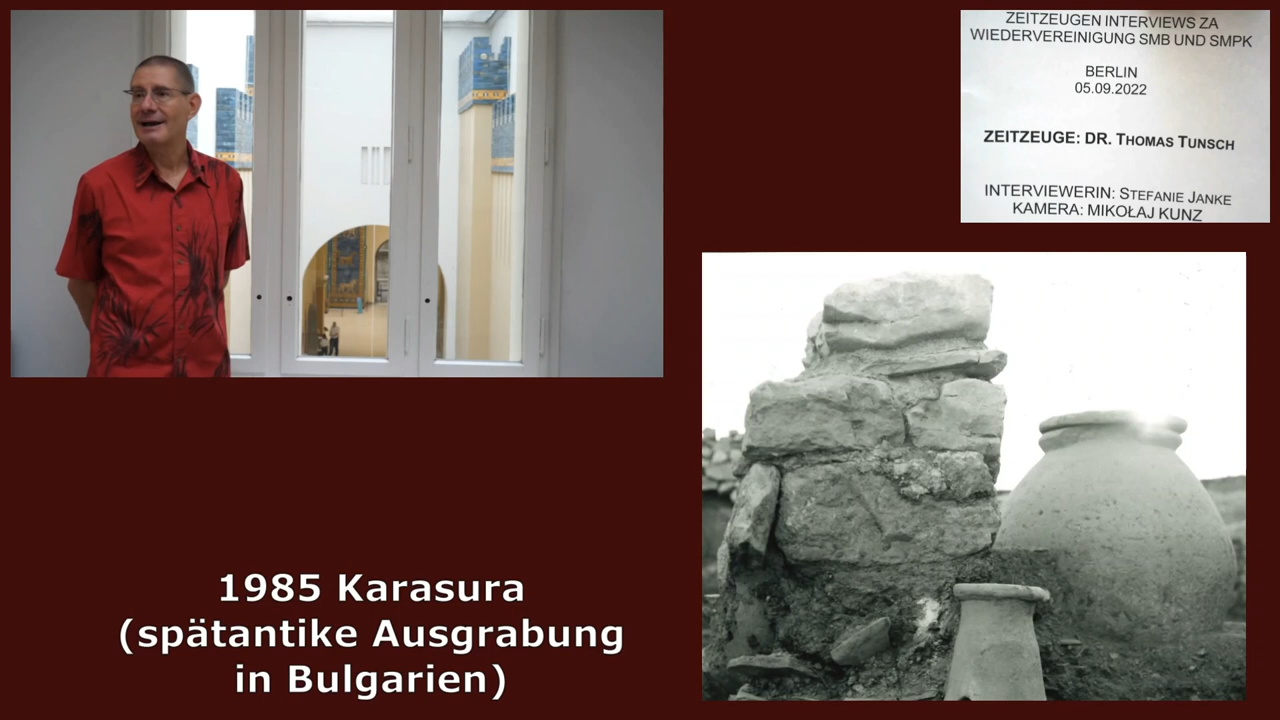 ZEITZEUGEN INTERVIEWS ZA
WIEDERVEREINIGUNG SMB UND SMPK
BERLIN
05.09.2022
ZEITZEUGE: DR. THOMAS TUNSCH
INTERVIEWERIN: STEFANIE JANKE
KAMERA: MIKOŁAJ KUNZ
1985 Karasura
(spätantike Ausgrabung
in Bulgarien)